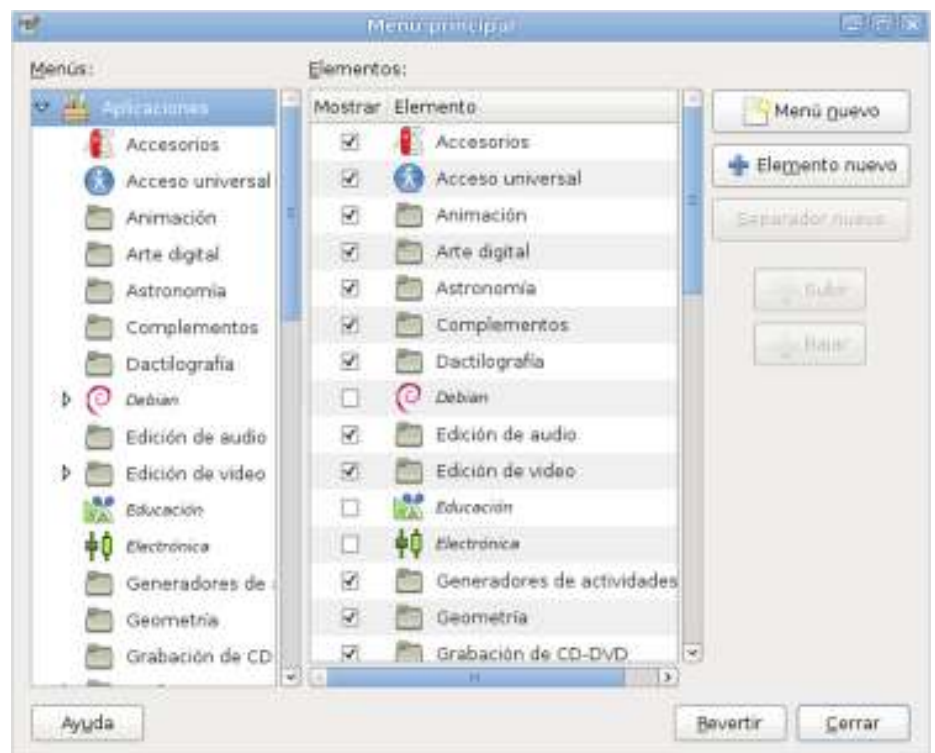 Menú principal
Menús:
Elementos:
Aplicaciones
Accesorios
Acceso universal
Animación
Arte digital
Astronomía
Complementos
Dactilografía
Debian
Edición de audio
Edición de video
Educación
Electrónica
Generadores de
Geometría
Grabación de CD
Mostrar Elemento
Accesorios
Acceso universal
Animación
Arte digital
Astronomía
Complementos
Dactilografía
Debian
Edición de audio
Edición de video
Educación
Electrónica
Generadores de actividades
Geometría
Grabación de CD-DVD
Menú nuevo
Elemento nuevo
Separador nuevo
Subir
Bajar
Ayuda
Revertir
Cerrar